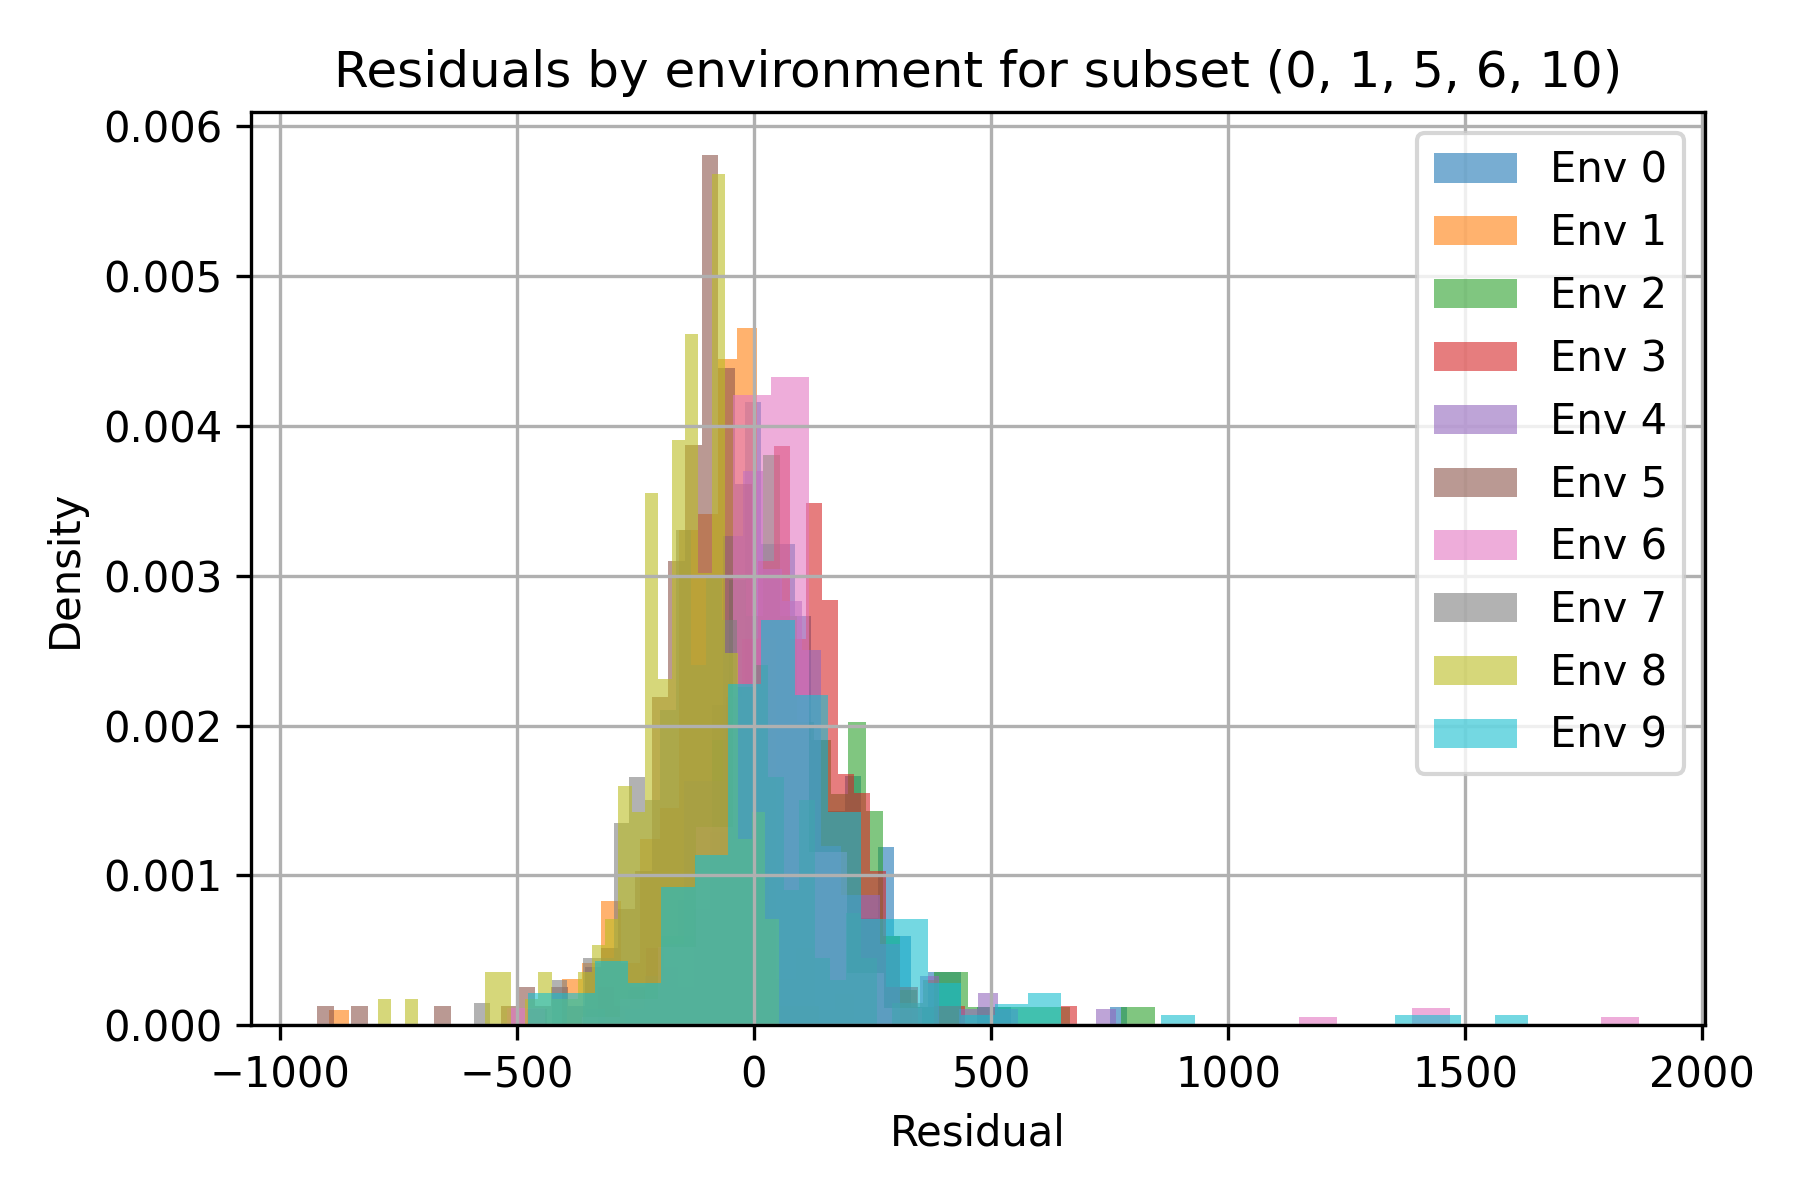 Residuals by environment for subset (0, 1, 5, 6, 10)
0.006
0.005
0.004
0.003
0.002
0.001
0.000
Density
−1000
−500
0
500
1000
1500
2000
Residual
Env 0
Env 1
Env 2
Env 3
Env 4
Env 5
Env 6
Env 7
Env 8
Env 9